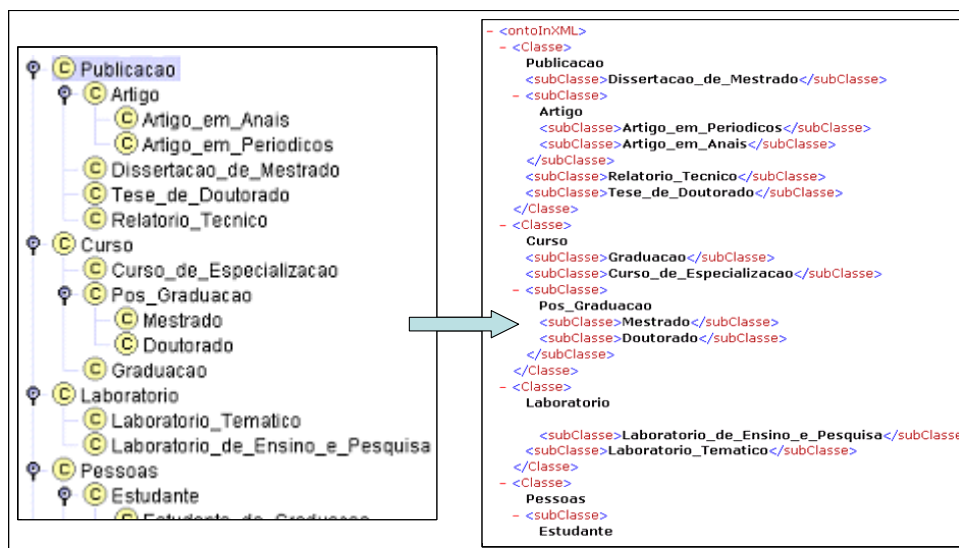 Publicacao
Artigo
Artigo_em_Anais
Artigo_em_Periodicos
Dissertacao_de_Mestrado
Tese_de_Doutorado
Relatorio_Tecnico
Curso
Curso_de_Especializacao
Pos_Graduacao
Mestrado
Doutorado
Graduacao
Laboratorio
Laboratorio_Tematico
Laboratorio_de_Ensino_e_Pesquisa
Pessoas
Estudante
Estudante_de_Graduacao
- <ontoInXML>
- <Classe>
Publicacao
<subClasse>Dissertacao_de_Mestrado</subClasse>
- <subClasse>
Artigo
<subClasse>Artigo_em_Periodicos</subClasse>
<subClasse>Artigo_em_Anais</subClasse>
</subClasse>
<subClasse>Relatorio_Tecnico</subClasse>
<subClasse>Tese_de_Doutorado</subClasse>
</Classe>
- <Classe>
Curso
<subClasse>Graduacao</subClasse>
<subClasse>Curso_de_Especializacao</subClasse>
- <subClasse>
Pos_Graduacao
<subClasse>Mestrado</subClasse>
<subClasse>Doutorado</subClasse>
</subClasse>
</Classe>
- <Classe>
Laboratorio
<subClasse>Laboratorio_de_Ensino_e_Pesquisa</subClasse
<subClasse>Laboratorio_Tematico</subClasse>
</Classe>
- <Classe>
Pessoas
- <subClasse>
Estudante